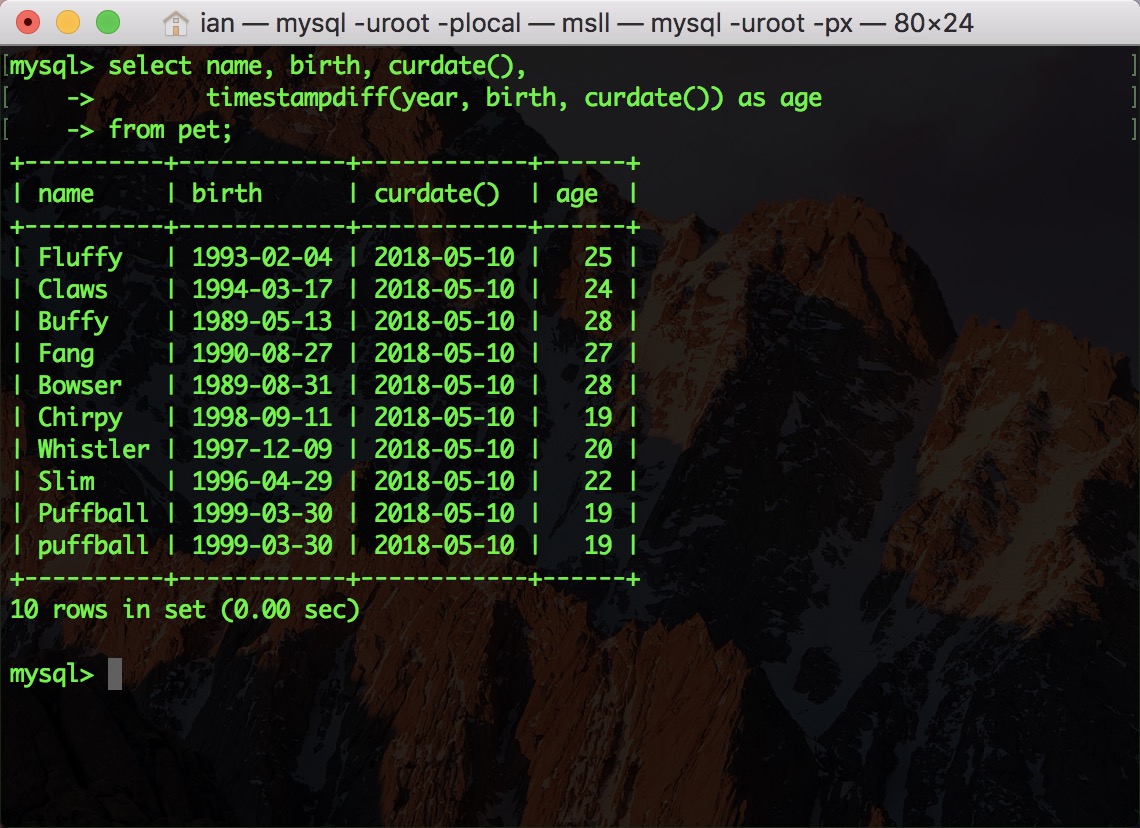 ian — mysql -uroot -plocal — msll — mysql -uroot -px — 80×24
mysql> select name, birth, curdate(),
    ->        timestampdiff(year, birth, curdate()) as age
    -> from pet;
+----------+------------+------------+------+
| name     | birth      | curdate()  | age  |
+----------+------------+------------+------+
| Fluffy   | 1993-02-04 | 2018-05-10 |   25 |
| Claws    | 1994-03-17 | 2018-05-10 |   24 |
| Buffy    | 1989-05-13 | 2018-05-10 |   28 |
| Fang     | 1990-08-27 | 2018-05-10 |   27 |
| Bowser   | 1989-08-31 | 2018-05-10 |   28 |
| Chirpy   | 1998-09-11 | 2018-05-10 |   19 |
| Whistler | 1997-12-09 | 2018-05-10 |   20 |
| Slim     | 1996-04-29 | 2018-05-10 |   22 |
| Puffball | 1999-03-30 | 2018-05-10 |   19 |
| puffball | 1999-03-30 | 2018-05-10 |   19 |
+----------+------------+------------+------+
10 rows in set (0.00 sec)
mysql>